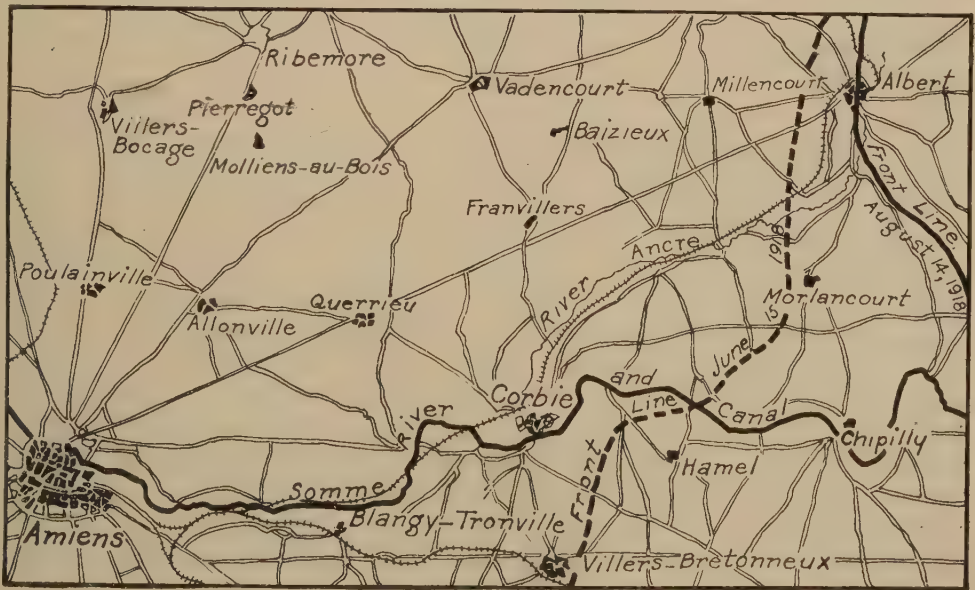 Ribemore
Pierregot
Villers-
Bocage
Molliens-au-Bois
Vadencourt
Millencourt
Albert
Baizieux
Franvillers
River Ancre
Front Line
August 14, 1918
Front Line June 15 1918
Morlancourt
Poulainville
Allonville
Querrieu
Corbie
River Somme and Canal
Chipilly
Hamel
Blangy-Tronville
Amiens
Villers-Bretonneux